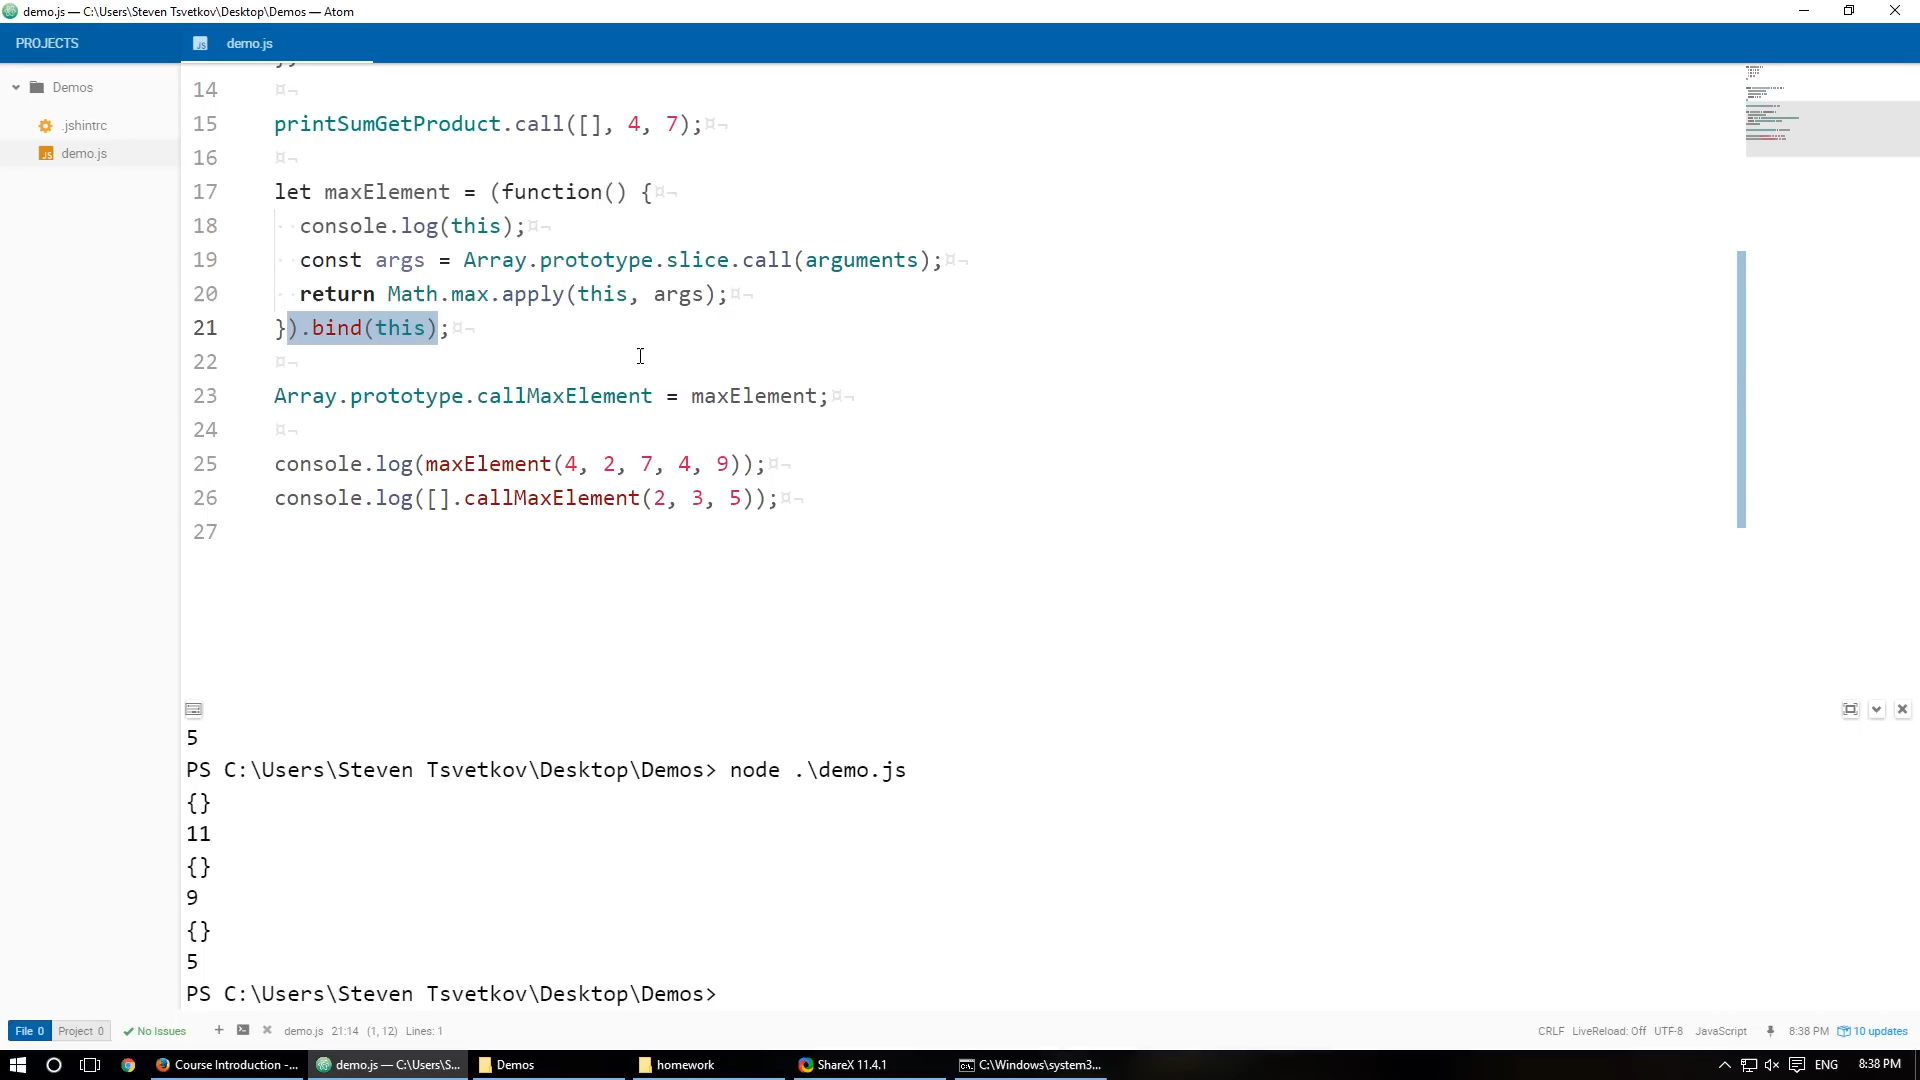 demo.js — C:\Users\Steven Tsvetkov\Desktop\Demos — Atom
PROJECTS
demo.js
Demos
.jshintrc
demo.js
14
15 printSumGetProduct.call([], 4, 7);
16
17 let maxElement = (function() {
18 console.log(this);
19 const args = Array.prototype.slice.call(arguments);
20 return Math.max.apply(this, args);
21 }).bind(this);
22
23 Array.prototype.callMaxElement = maxElement;
24
25 console.log(maxElement(4, 2, 7, 4, 9));
26 console.log([].callMaxElement(2, 3, 5));
27
5
PS C:\Users\Steven Tsvetkov\Desktop\Demos> node .\demo.js
{}
11
{}
9
{}
5
PS C:\Users\Steven Tsvetkov\Desktop\Demos>
File 0 Project 0 No Issues demo.js 21:14 (1, 12) Lines: 1 CRLF LiveReload: Off UTF-8 JavaScript 8:38 PM 10 updates
Course Introduction -... demo.js — C:\Users\S... Demos homework ShareX 11.4.1 C:\Windows\system3... ENG 8:38 PM